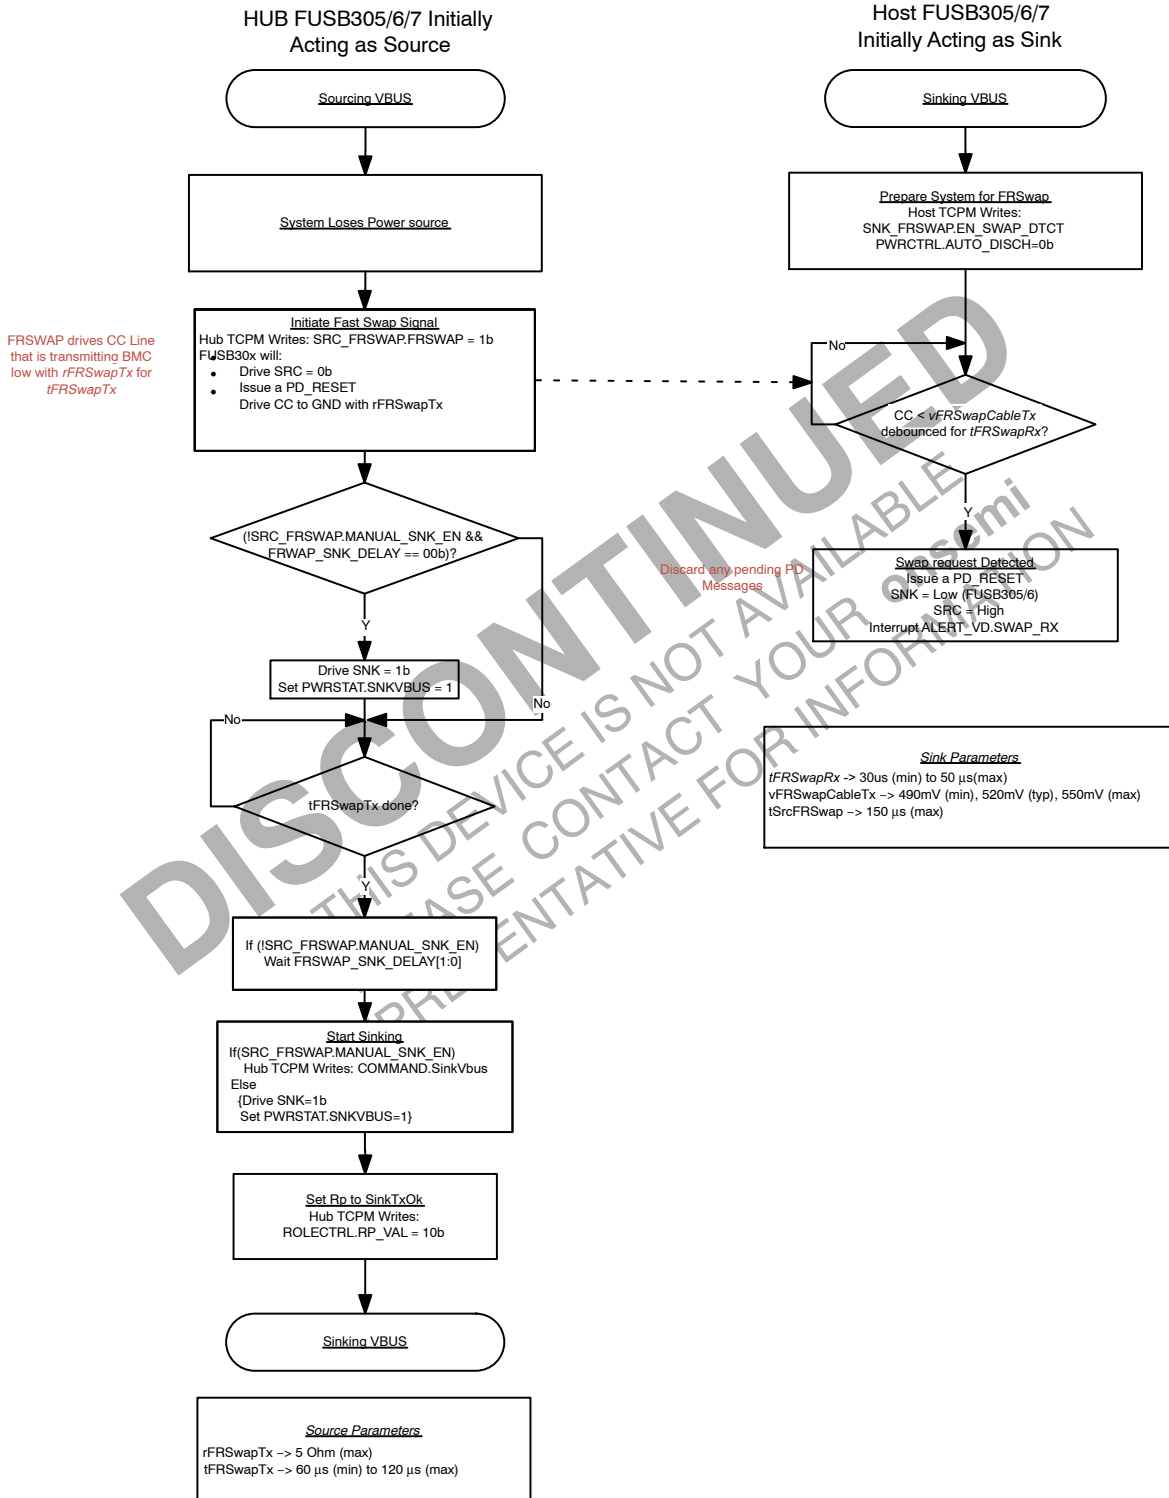 HUB FUSB305/6/7 Initially
Acting as Source
Host FUSB305/6/7
Initially Acting as Sink
Sourcing VBUS
Sinking VBUS
System Loses Power source
Prepare System for FRSwap
Host TCPM Writes:
SNK_FRSWAP.EN_SWAP_DTCT
PWRCTRL.AUTO_DISCH=0b
FRSWAP drives CC Line
that is transmitting BMC
low with rFRSwapTx for
tFRSwapTx
Initiate Fast Swap Signal
Hub TCPM Writes: SRC_FRSWAP.FRSWAP = 1b
FUSB30x will:
• Drive SRC = 0b
• Issue a PD_RESET
• Drive CC to GND with rFRSwapTx
No
CC < vFRSwapCableTx
debounced for tFRSwapRx?
Y
(!SRC_FRSWAP.MANUAL_SNK_EN &&
FRWAP_SNK_DELAY == 00b)?
Y
No
Discard any pending PD
Messages
Swap request Detected
Issue a PD_RESET
SNK = Low (FUSB305/6)
SRC = High
Interrupt ALERT_VD.SWAP_RX
Drive SNK = 1b
Set PWRSTAT.SNKVBUS = 1
No
tFRSwapTx done?
Y
Sink Parameters
tFRSwapRx -> 30us (min) to 50 µs(max)
vFRSwapCableTx –> 490mV (min), 520mV (typ), 550mV (max)
tSrcFRSwap –> 150 µs (max)
If (!SRC_FRSWAP.MANUAL_SNK_EN)
Wait FRSWAP_SNK_DELAY[1:0]
Start Sinking
If(SRC_FRSWAP.MANUAL_SNK_EN)
Hub TCPM Writes: COMMAND.SinkVbus
Else
{Drive SNK=1b
Set PWRSTAT.SNKVBUS=1}
Set Rp to SinkTxOk
Hub TCPM Writes:
ROLECTRL.RP_VAL = 10b
Sinking VBUS
Source Parameters
rFRSwapTx –> 5 Ohm (max)
tFRSwapTx –> 60 µs (min) to 120 µs (max)
DISCONTINUED
THIS DEVICE IS NOT AVAILABLE
CONTACT YOUR onsemi
FOR INFORMATION